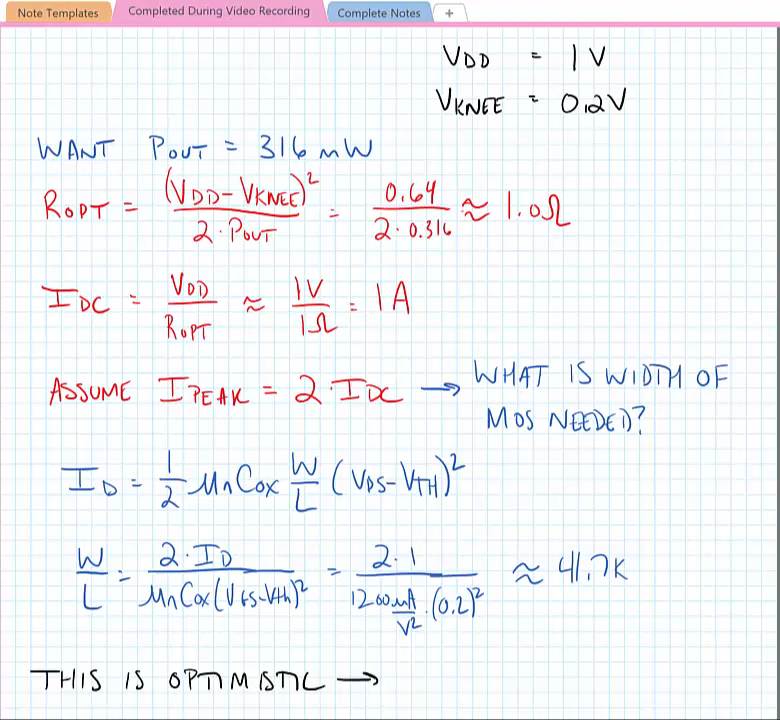 Note Templates Completed During Video Recording Complete Notes +
VDD = 1V
VKNEE = 0.2V
WANT POUT = 316 mW
ROPT = (VDD-VKNEE)² / 2·POUT = 0.64 / 2·0.316 ≈ 1.0Ω
IDC = VDD / ROPT ≈ 1V / 1Ω = 1A
ASSUME IPEAK = 2·IDC → WHAT IS WIDTH OF
MOS NEEDED?
ID = 1/2 μnCox W/L (VDS-VTH)²
W/L = 2·ID / μnCox(VGS-Vth)² = 2·1 / 1200 μA/V² · (0.2)² ≈ 41.7K
THIS IS OPTIMISTIC →